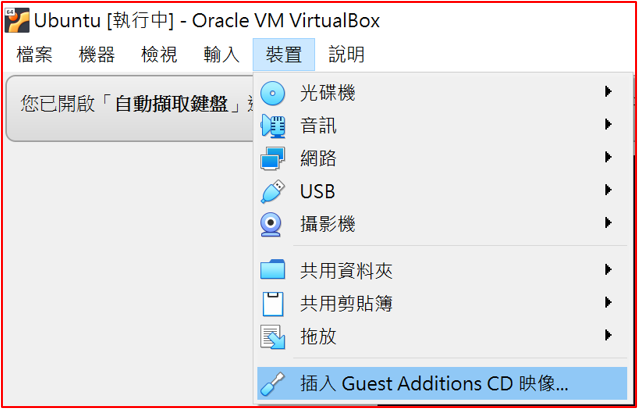 Ubuntu [執行中] - Oracle VM VirtualBox
檔案 機器 檢視 輸入 裝置 說明
您已開啟「自動擷取鍵盤」
光碟機
音訊
網路
USB
攝影機
共用資料夾
共用剪貼簿
拖放
插入 Guest Additions CD 映像...